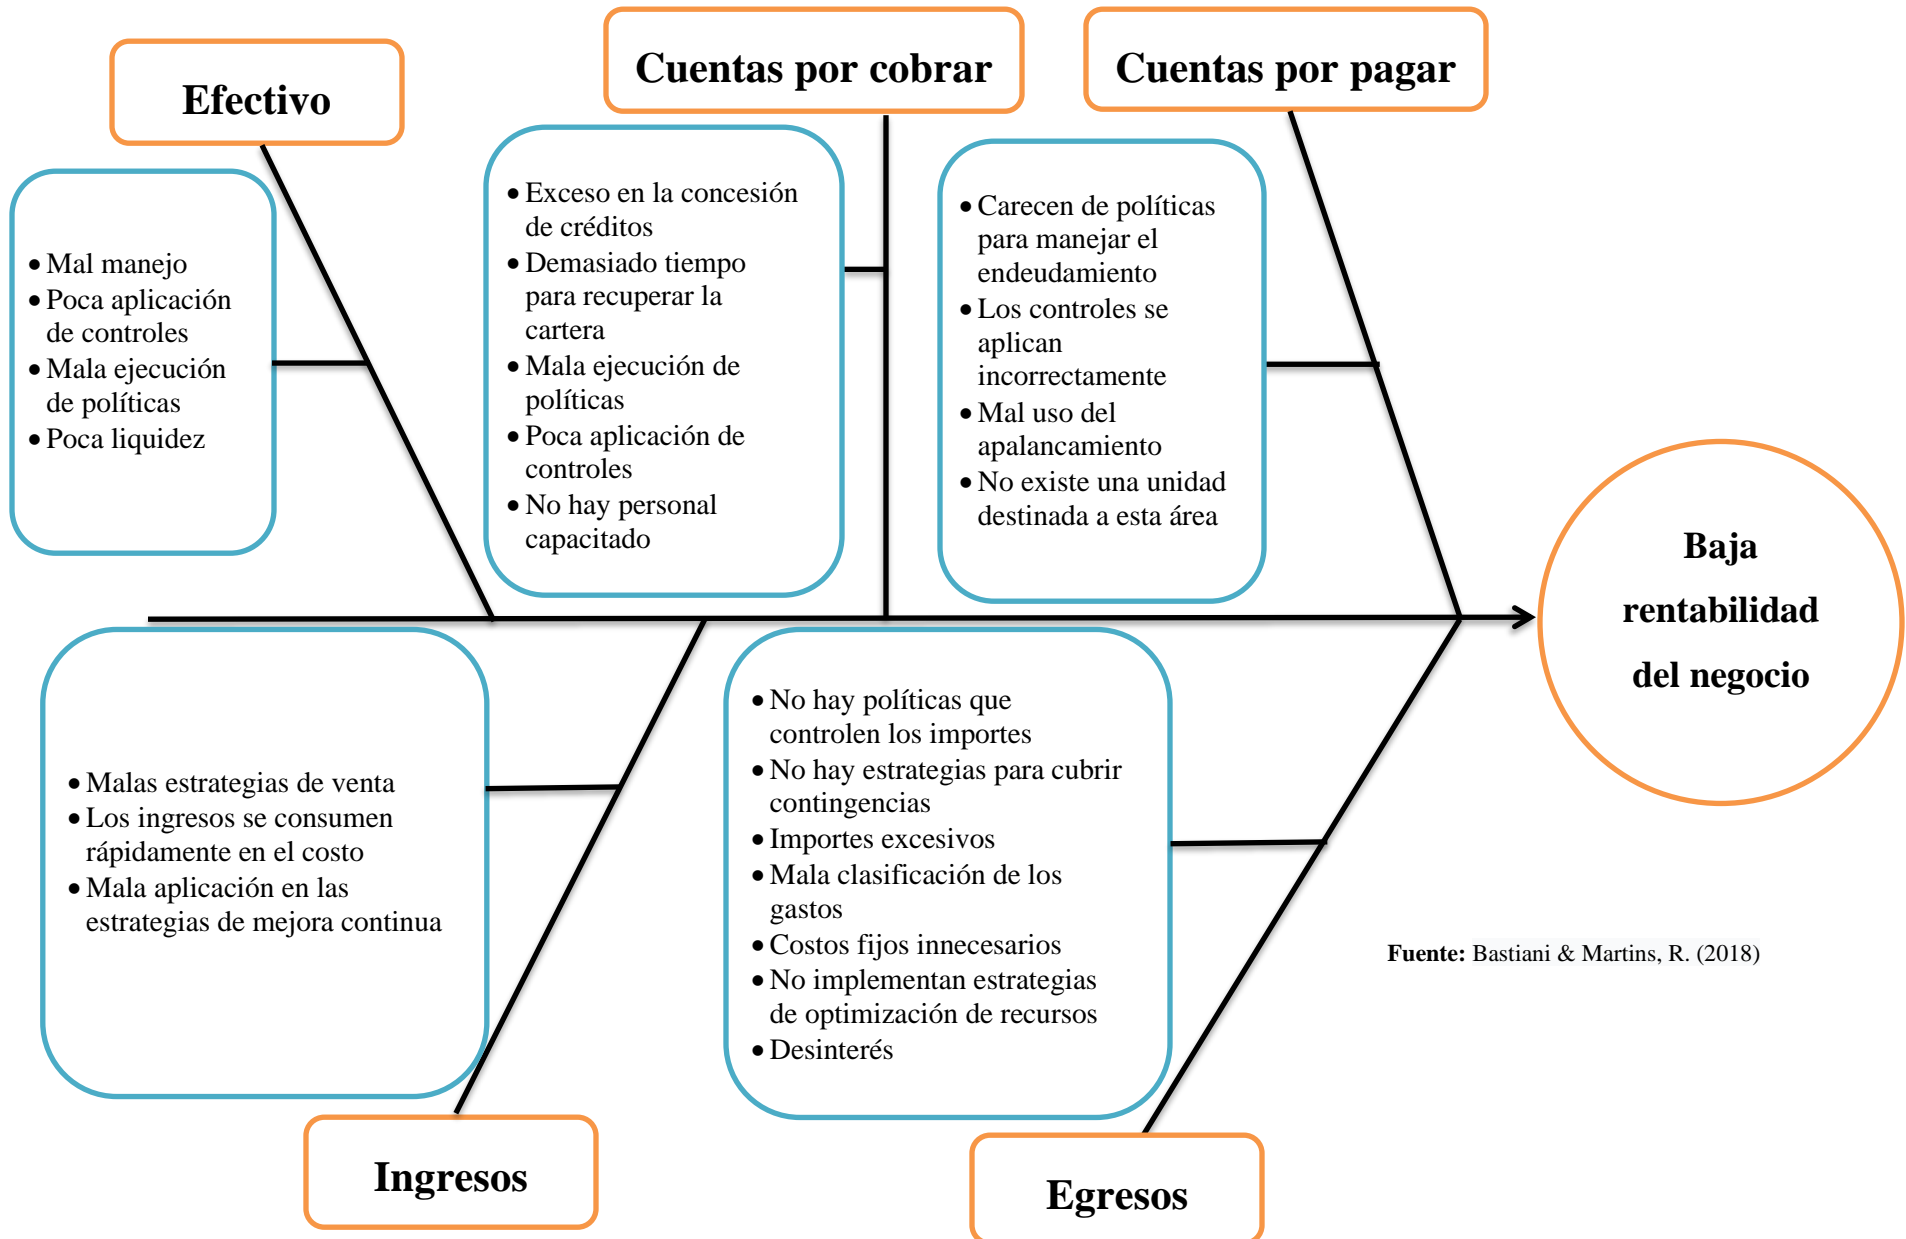 Efectivo
Cuentas por cobrar
Cuentas por pagar
• Mal manejo
• Poca aplicación
de controles
• Mala ejecución
de políticas
• Poca liquidez
• Exceso en la concesión
de créditos
• Demasiado tiempo
para recuperar la
cartera
• Mala ejecución de
políticas
• Poca aplicación de
controles
• No hay personal
capacitado
• Carecen de políticas
para manejar el
endeudamiento
• Los controles se
aplican
incorrectamente
• Mal uso del
apalancamiento
• No existe una unidad
destinada a esta área
Baja
rentabilidad
del negocio
• Malas estrategias de venta
• Los ingresos se consumen
rápidamente en el costo
• Mala aplicación en las
estrategias de mejora continua
• No hay políticas que
controlen los importes
• No hay estrategias para cubrir
contingencias
• Importes excesivos
• Mala clasificación de los
gastos
• Costos fijos innecesarios
• No implementan estrategias
de optimización de recursos
• Desinterés
Fuente: Bastiani & Martins, R. (2018)
Ingresos
Egresos